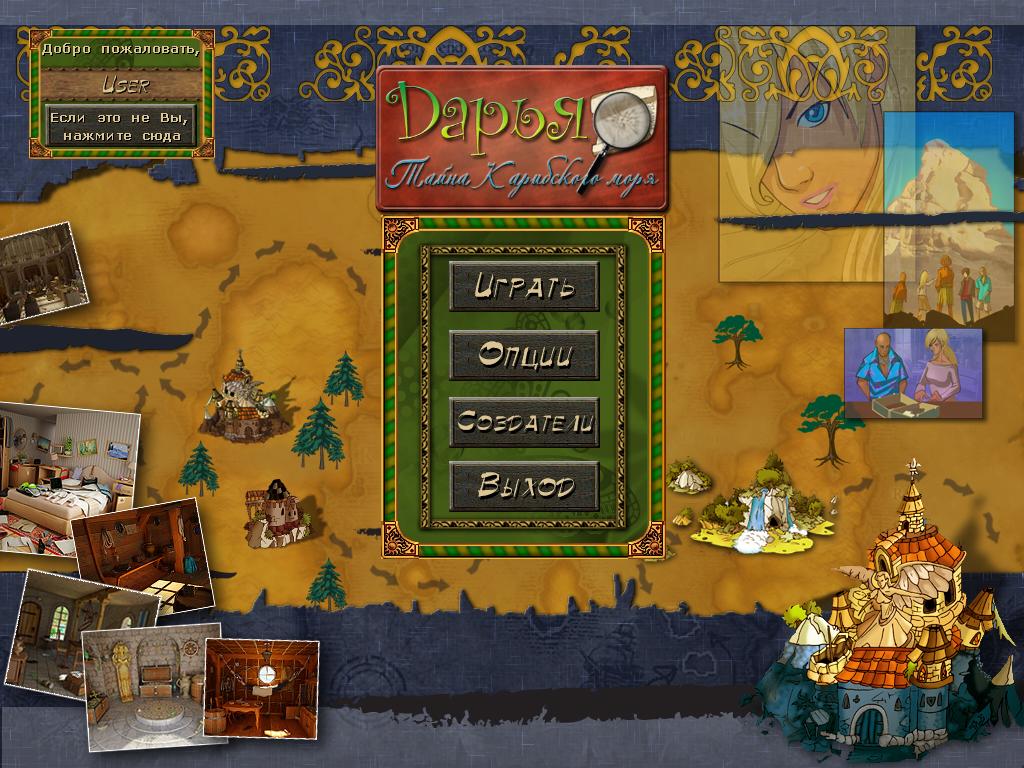 Добро пожаловать,
User
Если это не Вы,
нажмите сюда
Дарья
Тайна Карибского моря
Играть
Опции
Создатели
Выход